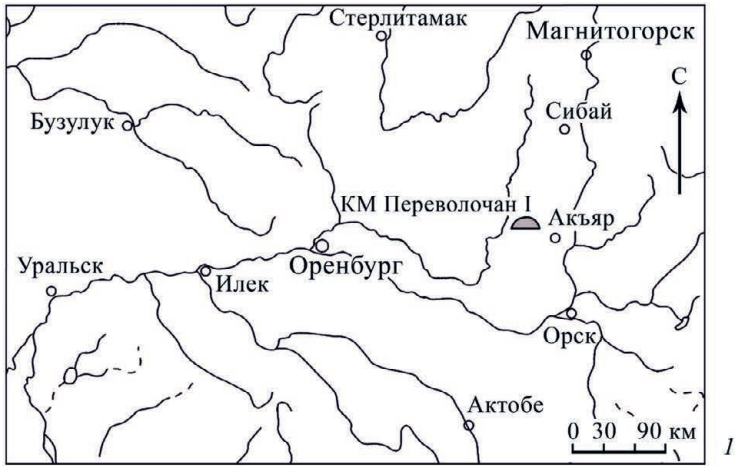 Стерлитамак
Магнитогорск
С
Сибай
Бузулук
КМ Переволочан I
Акъяр
Оренбург
Уральск
Илек
Орск
Актобе
0 30 90 км
1